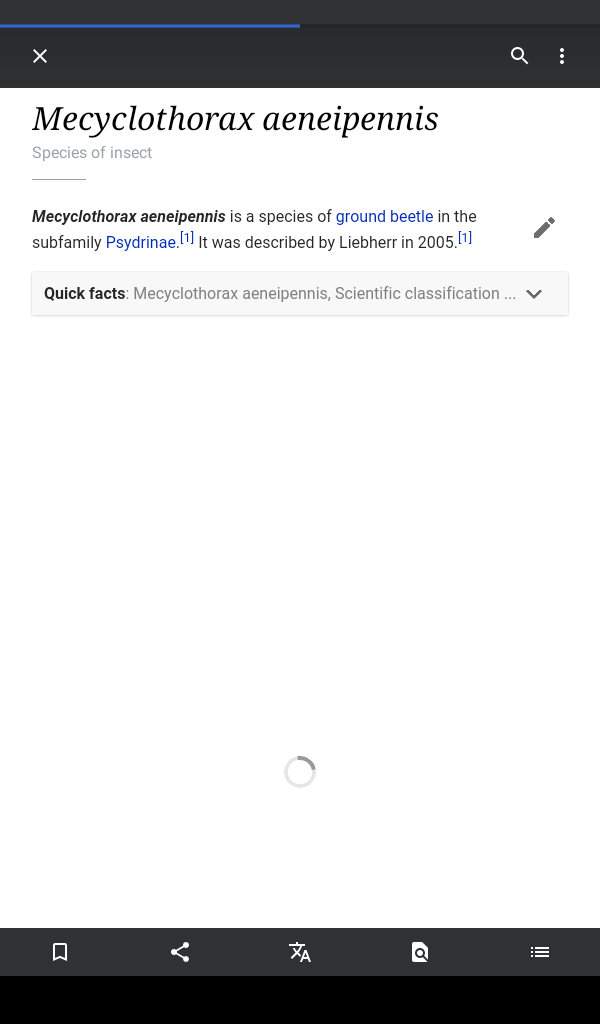 Mecyclothorax aeneipennis
Species of insect
Mecyclothorax aeneipennis is a species of ground beetle in the
subfamily Psydrinae.[1] It was described by Liebherr in 2005.[1]
Quick facts: Mecyclothorax aeneipennis, Scientific classification ...